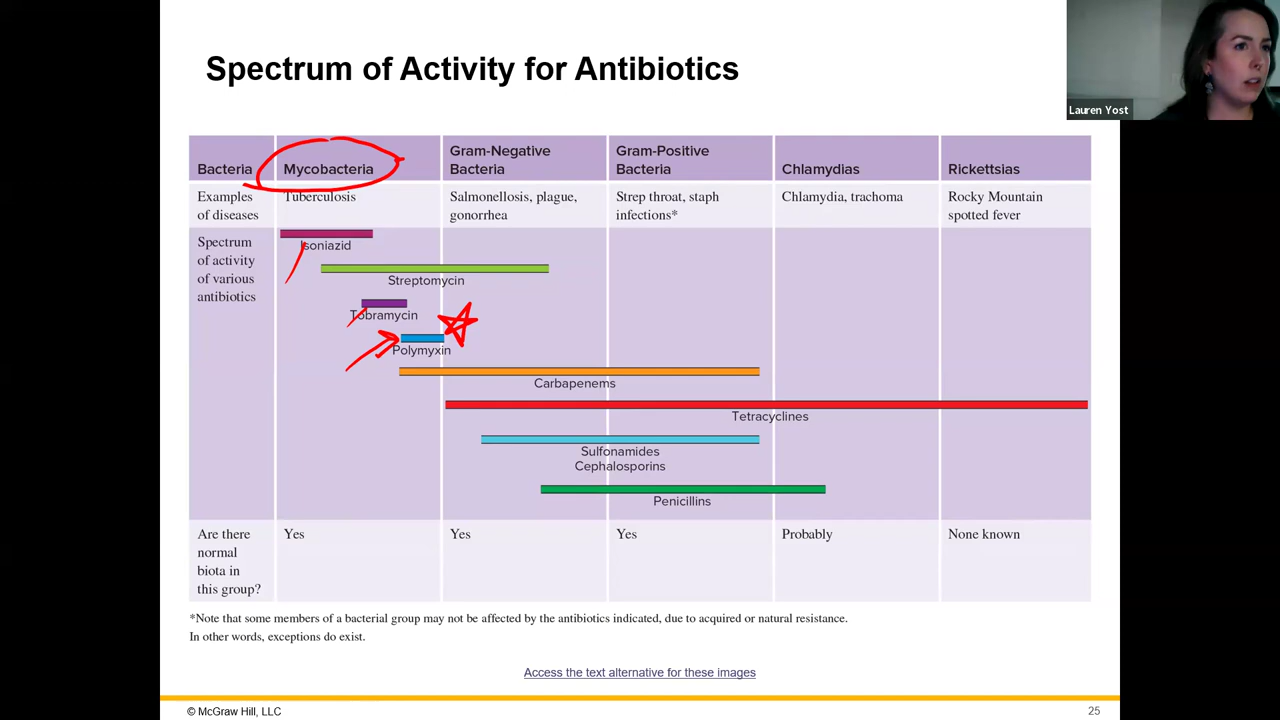 Spectrum of Activity for Antibiotics
Lauren Yost
Bacteria
Mycobacteria
Gram-Negative
Bacteria
Gram-Positive
Bacteria
Chlamydias
Rickettsias
Examples
of diseases
Tuberculosis
Salmonellosis, plague,
gonorrhea
Strep throat, staph
infections*
Chlamydia, trachoma
Rocky Mountain
spotted fever
Spectrum
of activity
of various
antibiotics
Isoniazid
Streptomycin
Tobramycin
Polymyxin
Carbapenems
Tetracyclines
Sulfonamides
Cephalosporins
Penicillins
Are there
normal
biota in
this group?
Yes
Yes
Yes
Probably
None known
*Note that some members of a bacterial group may not be affected by the antibiotics indicated, due to acquired or natural resistance.
In other words, exceptions do exist.
Access the text alternative for these images
© McGraw Hill, LLC
25